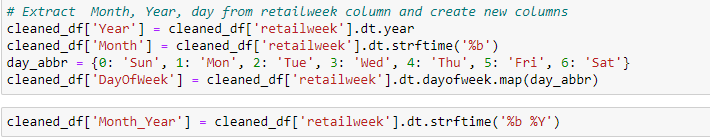 # Extract  Month, Year, day from retailweek column and create new columns
cleaned_df['Year'] = cleaned_df['retailweek'].dt.year
cleaned_df['Month'] = cleaned_df['retailweek'].dt.strftime('%b')
day_abbr = {0: 'Sun', 1: 'Mon', 2: 'Tue', 3: 'Wed', 4: 'Thu', 5: 'Fri', 6: 'Sat'}
cleaned_df['DayOfWeek'] = cleaned_df['retailweek'].dt.dayofweek.map(day_abbr)
cleaned_df['Month_Year'] = cleaned_df['retailweek'].dt.strftime('%b %Y')